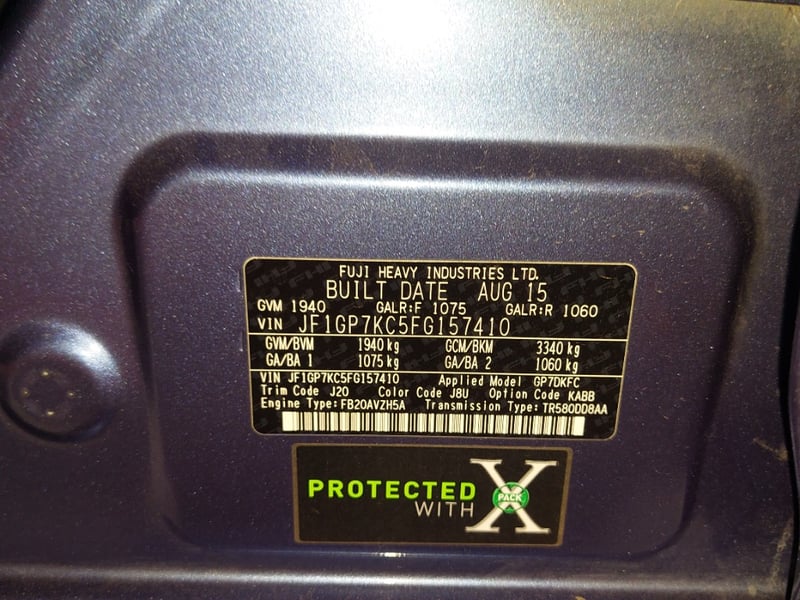 FUJI HEAVY INDUSTRIES LTD.
BUILT DATE AUG 15
GVM 1940 GALR:F 1075 GALR:R 1060
VIN JF1GP7KC5FG157410
GVM/BVM 1940 kg GCM/BKM 3340 kg
GA/BA 1 1075 kg GA/BA 2 1060 kg
VIN JF1GP7KC5FG157410 Applied Model GP7DKFC
Trim Code J20 Color Code J8U Option Code KABB
Engine Type:FB20AVZH5A Transmission Type:TR580DD8AA
PROTECTED
WITH X
PACK